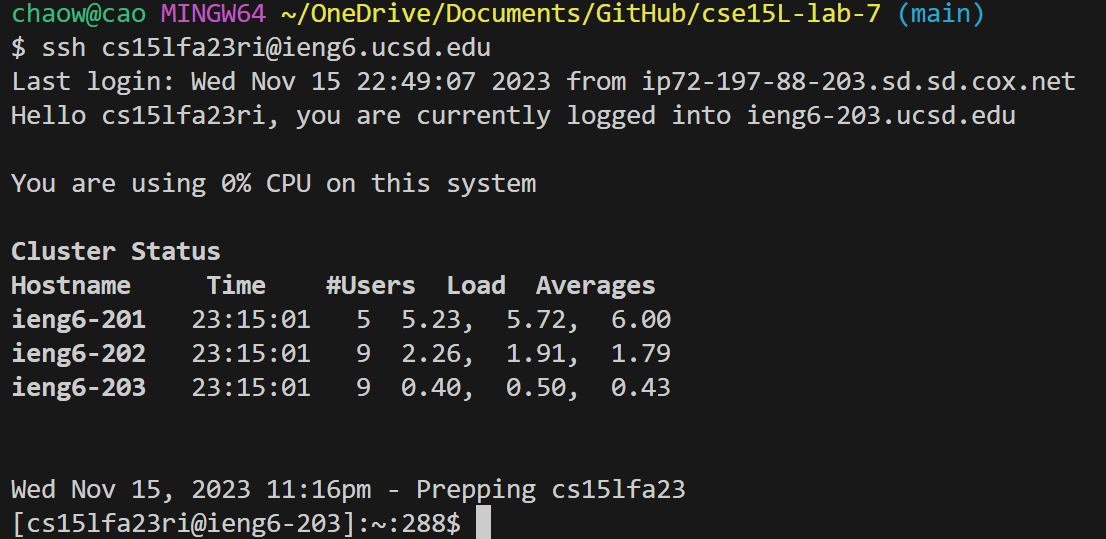 chaow@cao MINGW64 ~/OneDrive/Documents/GitHub/cse15L-lab-7 (main)
$ ssh cs15lfa23ri@ieng6.ucsd.edu
Last login: Wed Nov 15 22:49:07 2023 from ip72-197-88-203.sd.sd.cox.net
Hello cs15lfa23ri, you are currently logged into ieng6-203.ucsd.edu

You are using 0% CPU on this system

Cluster Status
Hostname     Time    #Users  Load  Averages
ieng6-201   23:15:01   5  5.23,  5.72,  6.00
ieng6-202   23:15:01   9  2.26,  1.91,  1.79
ieng6-203   23:15:01   9  0.40,  0.50,  0.43

Wed Nov 15, 2023 11:16pm - Prepping cs15lfa23
[cs15lfa23ri@ieng6-203]:~:288$